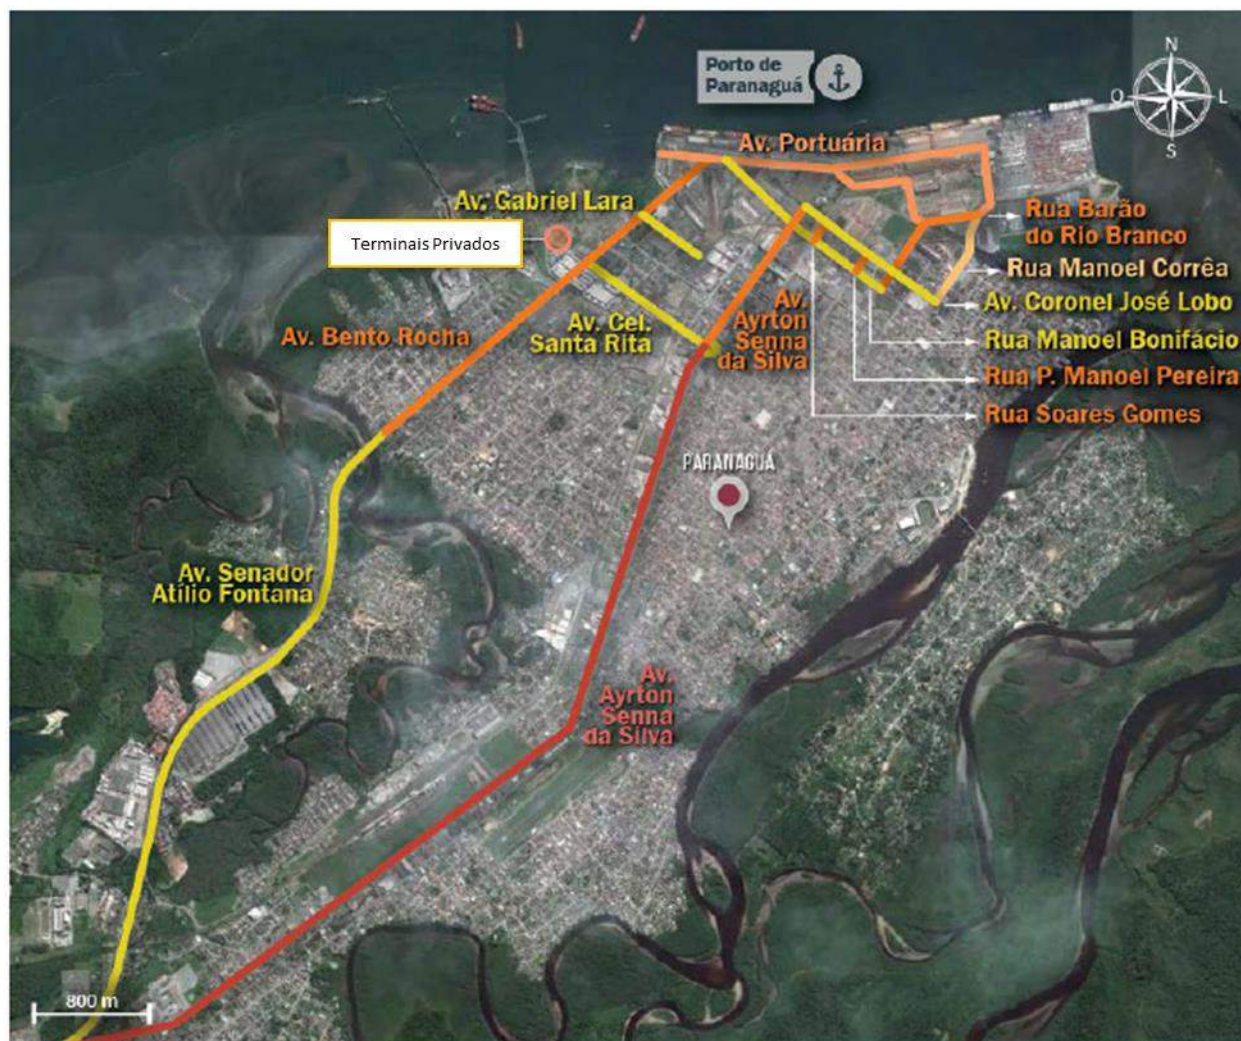 Porto de
Paranaguá
N
O
L
S
Av. Portuária
Av. Gabriel Lara
Terminais Privados
Rua Barão
do Rio Branco
Rua Manoel Corrêa
Av. Coronel José Lobo
Av. Bento Rocha
Av. Cel.
Santa Rita
Av.
Ayrton
Senna
da Silva
Rua Manoel Bonifácio
Rua P. Manoel Pereira
Rua Soares Gomes
PARANAGUÁ
Av. Senador
Atílio Fontana
Av.
Ayrton
Senna
da Silva
800 m